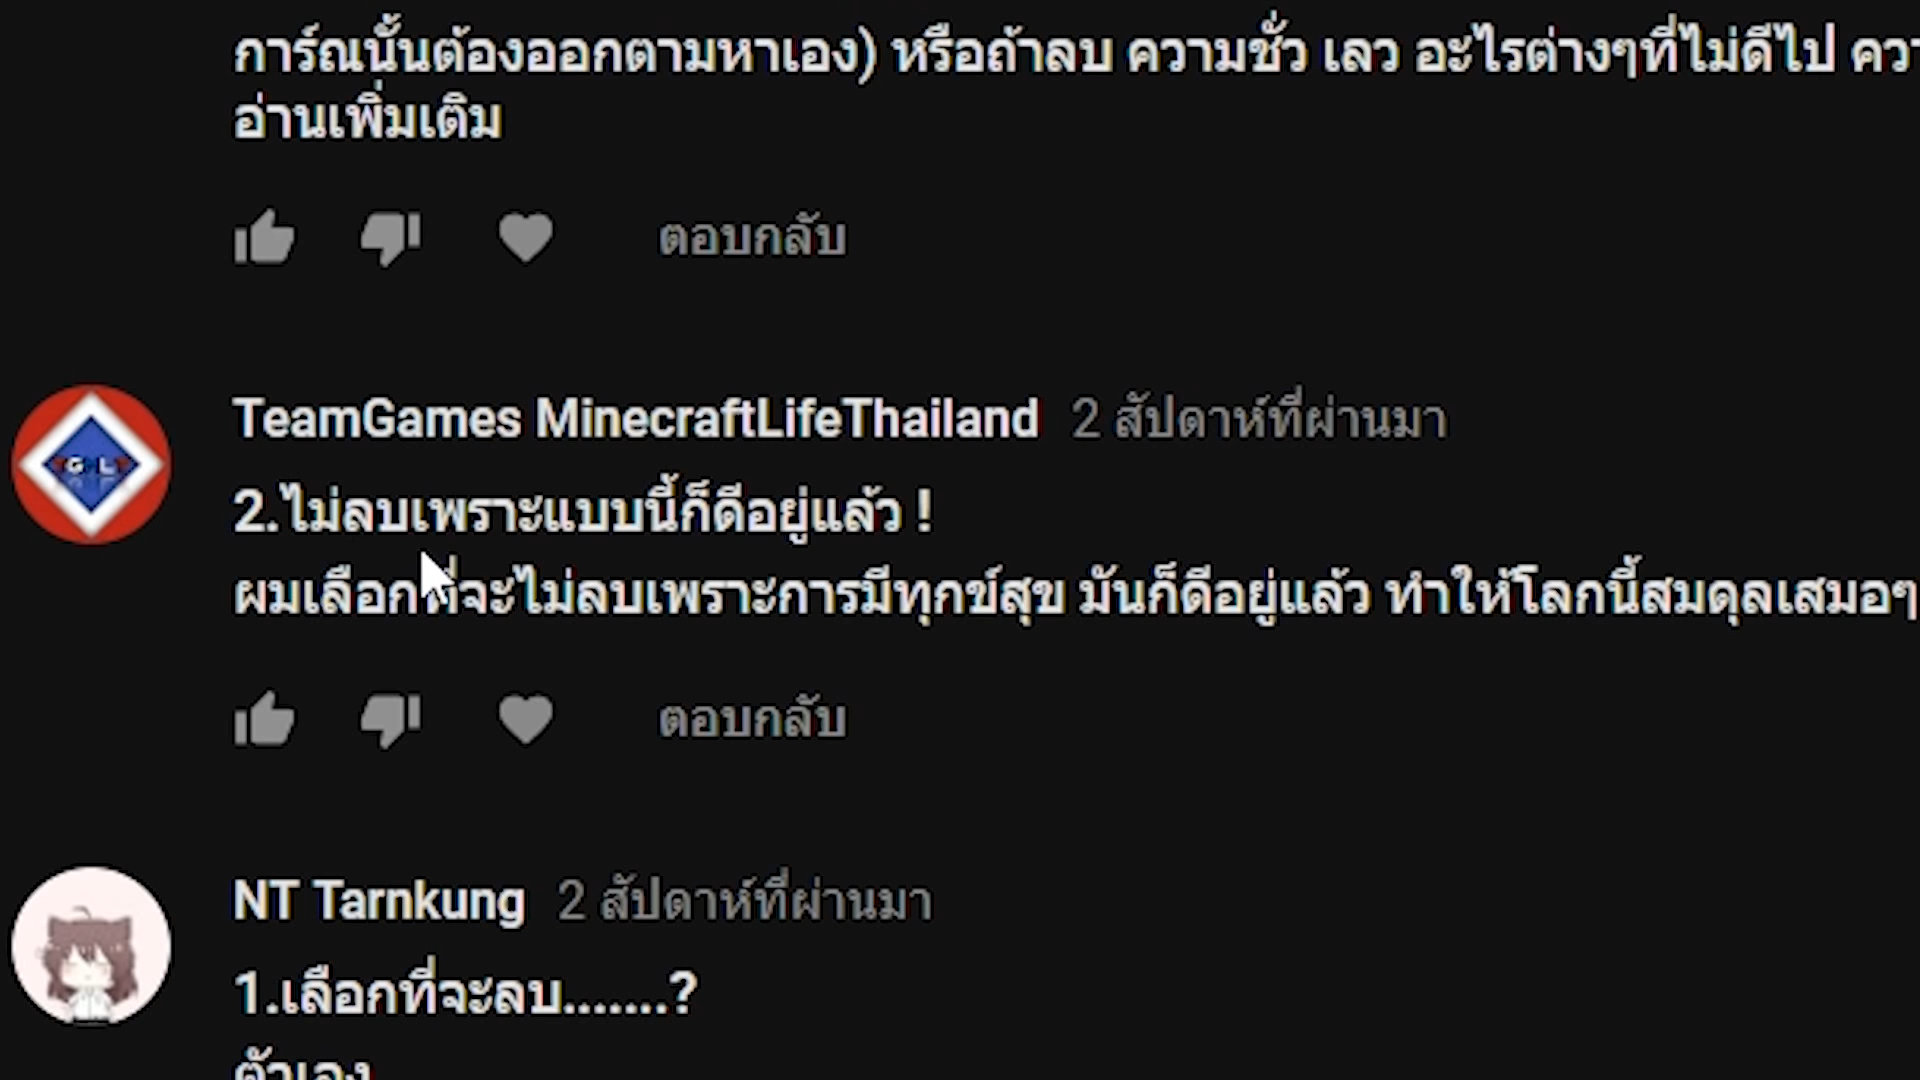 การ์ณนั้นต้องออกตามหาเอง) หรือถ้าลบ ความชั่ว เลว อะไรต่างๆที่ไม่ดีไป
อ่านเพิ่มเติม
ตอบกลับ
TeamGames MinecraftLifeThailand 2 สัปดาห์ที่ผ่านมา
2.ไม่ลบเพราะแบบนี้ก็ดีอยู่แล้ว !
ผมเลือกที่จะไม่ลบเพราะการมีทุกข์สุข มันก็ดีอยู่แล้ว ทำให้โลกนี้สมดุลเสมอๆ
ตอบกลับ
NT Tarnkung 2 สัปดาห์ที่ผ่านมา
1.เลือกที่จะลบ.......?
ตัวเอง